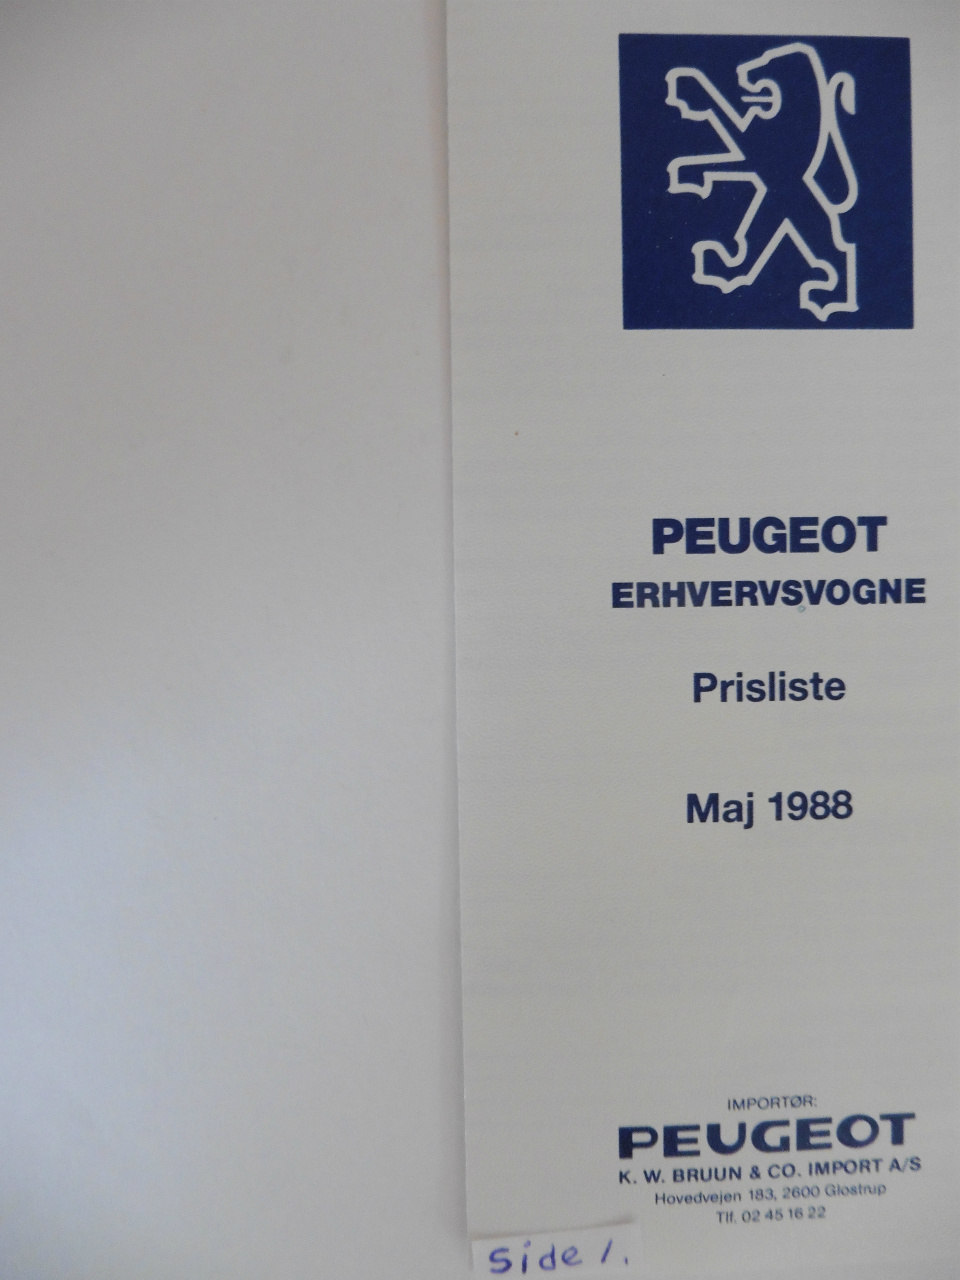 PEUGEOT
ERHVERVSVOGNE
Prisliste
Maj 1988
IMPORTØR:
PEUGEOT
K. W. BRUUN & CO. IMPORT A/S
Hovedvejen 183, 2600 Glostrup
Tlf. 02 45 16 22
Side 1.